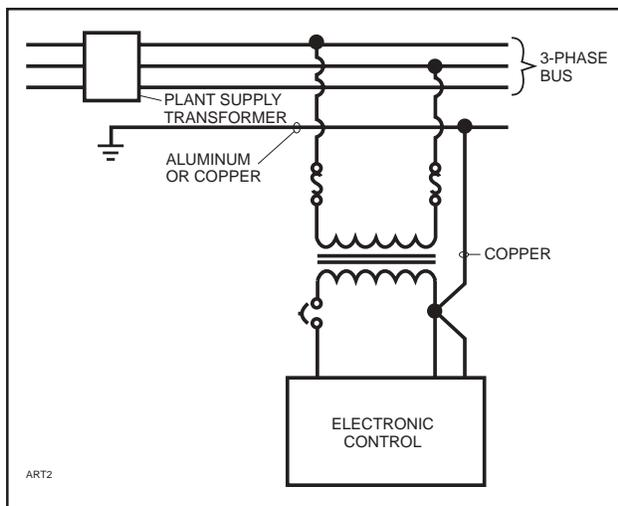 3-PHASE
BUS
PLANT SUPPLY
TRANSFORMER
ALUMINUM
OR COPPER
COPPER
ELECTRONIC
CONTROL
ART2